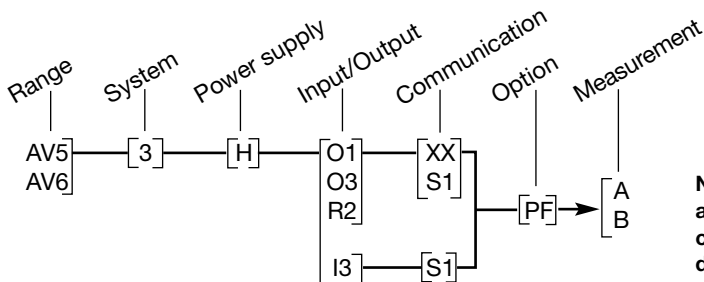 Range System Power supply Input/Output Communication Option Measurement
AV5 3 H O1 XX A
AV6 O3 S1 B
R2 PF
I3 S1
N
a
c
d